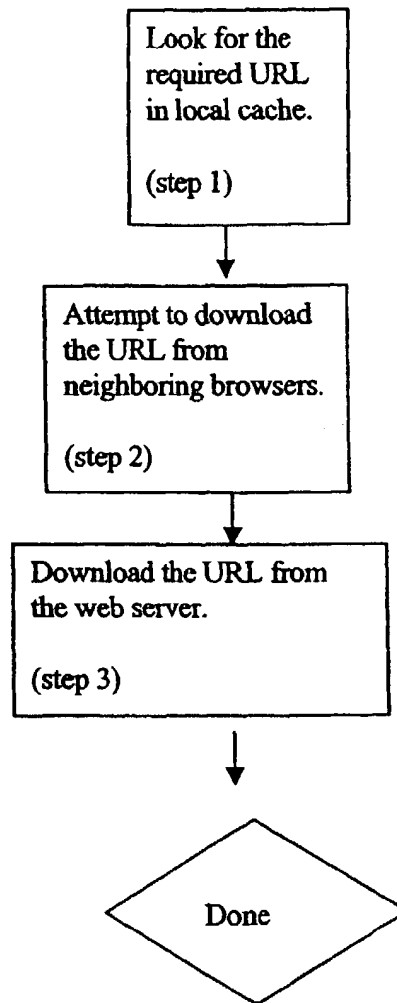 Look for the
required URL
in local cache.
(step 1)
Attempt to download
the URL from
neighboring browsers.
(step 2)
Download the URL from
the web server.
(step 3)
Done